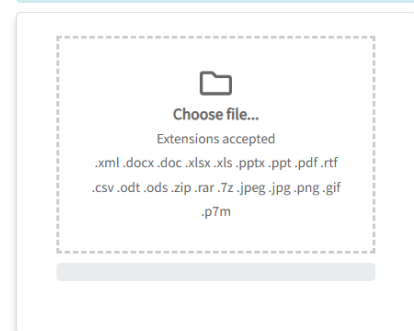 Choose file...
Extensions accepted
.xml .docx .doc .xlsx .xls .pptx .ppt .pdf .rtf
.csv .odt .ods .zip .rar .7z .jpeg .jpg .png .gif
.p7m